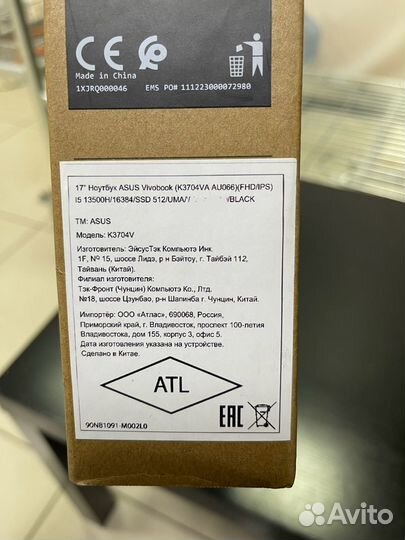 CE
Made in China
1XJRQ000046 EMS PO# 111223000072980
17" Ноутбук ASUS Vivobook (K3704VA AU066)(FHD/IPS)
I5 13500H/16384/SSD 512/UMA/ /BLACK
TM: ASUS
Модель: K3704V
Изготовитель: ЭйсусТэк Компьютэ Инк.
1F, № 15, шоссе Лидэ, р н Бэйтоу, г. Тайбэй 112,
Тайвань (Китай).
Филиал изготовителя:
Тэк-Фронт (Чунцин) Компьютэ Ко., Лтд.
№18, шоссе Цзунбао, р-н Шапинба г. Чунцин, Китай.
Импортёр: ООО «Атлас», 690068, Россия,
Приморский край, г. Владивосток, проспект 100-летия
Владивостока, дом 155, корпус 3, офис 5.
Дата изготовления указана на устройстве.
Сделано в Китае.
ATL
EAC
90NB1091-M002L0
Avito